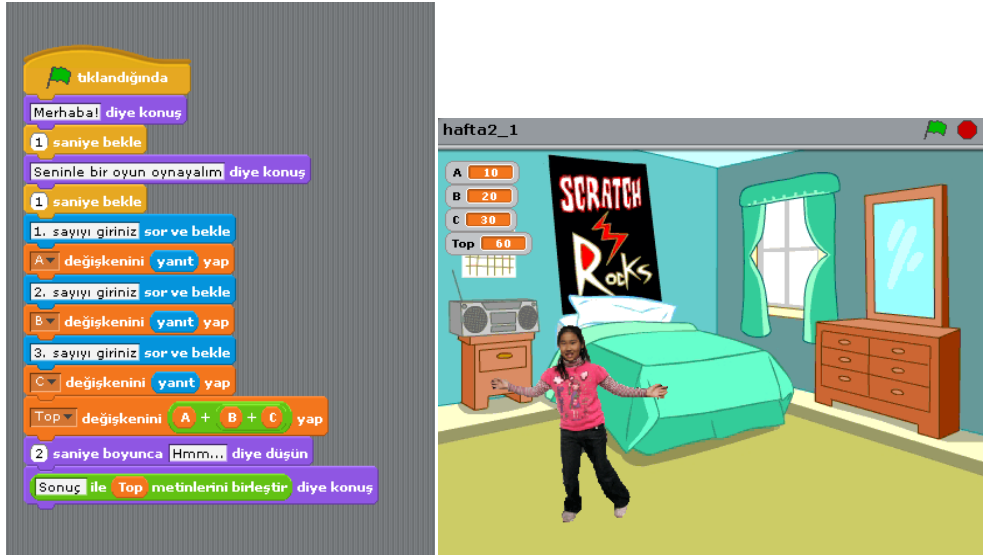 tıklandığında
Merhaba! diye konuş
1 saniye bekle
Seninle bir oyun oynayalım diye konuş
1 saniye bekle
1. sayıyı giriniz sor ve bekle
A değişkenini yanıt yap
2. sayıyı giriniz sor ve bekle
B değişkenini yanıt yap
3. sayıyı giriniz sor ve bekle
C değişkenini yanıt yap
Top değişkenini A + B + C yap
2 saniye boyunca Hmm... diye düşün
Sonuç ile Top metinlerini birleştir diye konuş
hafta2_1
A 10
B 20
C 30
Top 60
SCRATCH
Rocks